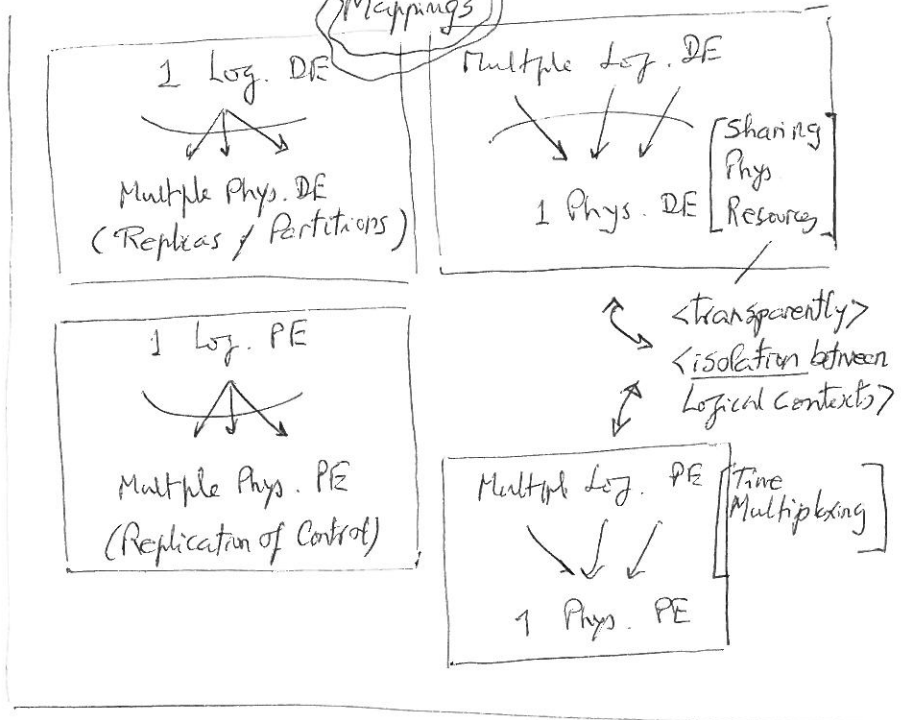 Mappings
1 Log. DE
Multiple Phys. DE
(Replicas / Partitions)
Multple Log. DE
1 Phys. DE
[Sharing
Phys
Resources]
<transparently>
<isolation between
Logical Contexts>
1 Log. PE
Multiple Phys. PE
(Replication of Control)
Multipl Log. PE
1 Phys. PE
[Time
Multiplexing]